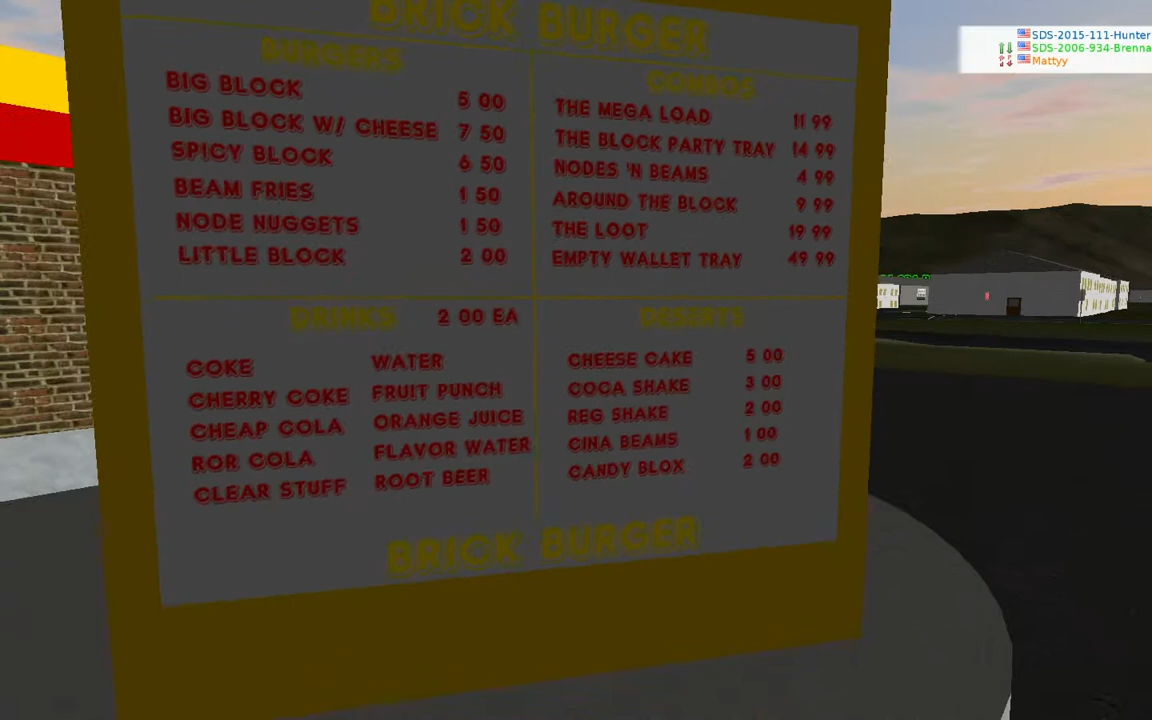 BRICK BURGER
BURGERS
BIG BLOCK 5 00
BIG BLOCK W/ CHEESE 7 50
SPICY BLOCK 6 50
BEAM FRIES 1 50
NODE NUGGETS 1 50
LITTLE BLOCK 2 00
COMBOS
THE MEGA LOAD 11 99
THE BLOCK PARTY TRAY 14 99
NODES 'N BEAMS 4 99
AROUND THE BLOCK 9 99
THE LOOT 19 99
EMPTY WALLET TRAY 49 99
DRINKS 2 00 EA
COKE WATER
CHERRY COKE FRUIT PUNCH
CHEAP COLA ORANGE JUICE
ROR COLA FLAVOR WATER
CLEAR STUFF ROOT BEER
DESERTS
CHEESE CAKE 5 00
COCA SHAKE 3 00
REG SHAKE 2 00
CINA BEAMS 1 00
CANDY BLOX 2 00
BRICK BURGER
SDS-2015-111-Hunter
SDS-2006-934-Brenna
Mattyy